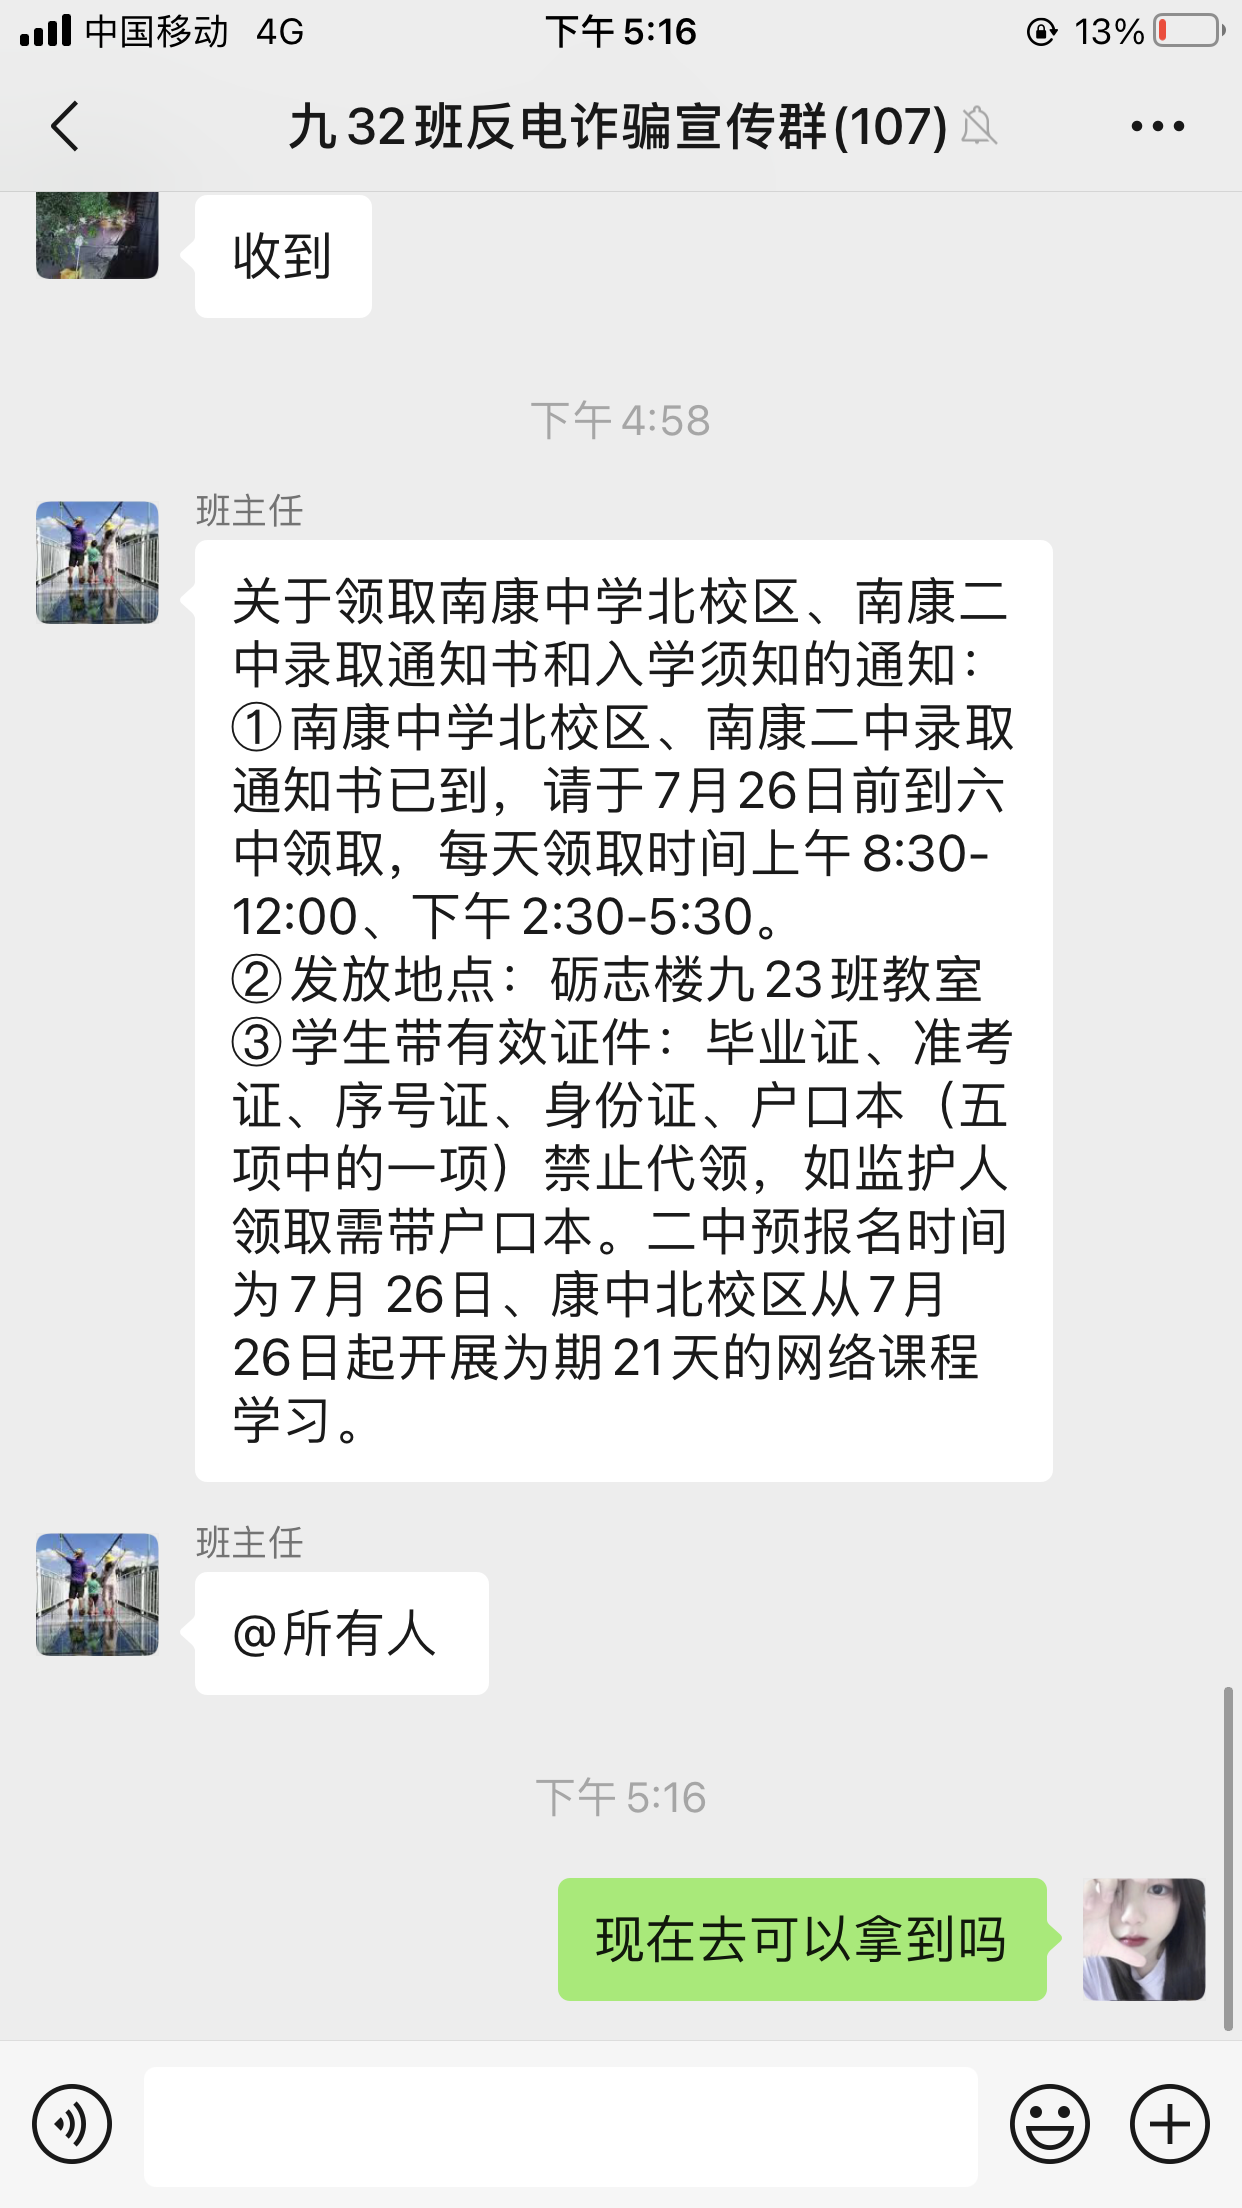 中国移动 4G 下午5:16 13%
九32班反电诈骗宣传群(107)
收到
下午4:58
班主任
关于领取南康中学北校区、南康二
中录取通知书和入学须知的通知：
①南康中学北校区、南康二中录取
通知书已到，请于7月26日前到六
中领取，每天领取时间上午8:30-
12:00、下午2:30-5:30。
②发放地点：砺志楼九23班教室
③学生带有效证件：毕业证、准考
证、序号证、身份证、户口本（五
项中的一项）禁止代领，如监护人
领取需带户口本。二中预报名时间
为7月 26日、康中北校区从7月
26日起开展为期21天的网络课程
学习。
班主任
@所有人
下午5:16
现在去可以拿到吗